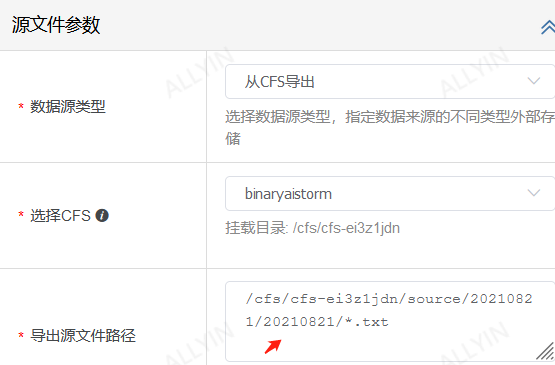 源文件参数
ALLYIN
ALLYIN
* 数据源类型
从CFS导出
选择数据源类型，指定数据来源的不同类型外部存
储
* 选择CFS
binaryaistorm
挂载目录: /cfs/cfs-ei3z1jdn
* 导出源文件路径
/cfs/cfs-ei3z1jdn/source/2021082
1/20210821/*.txt
ALLYIN
ALLYIN